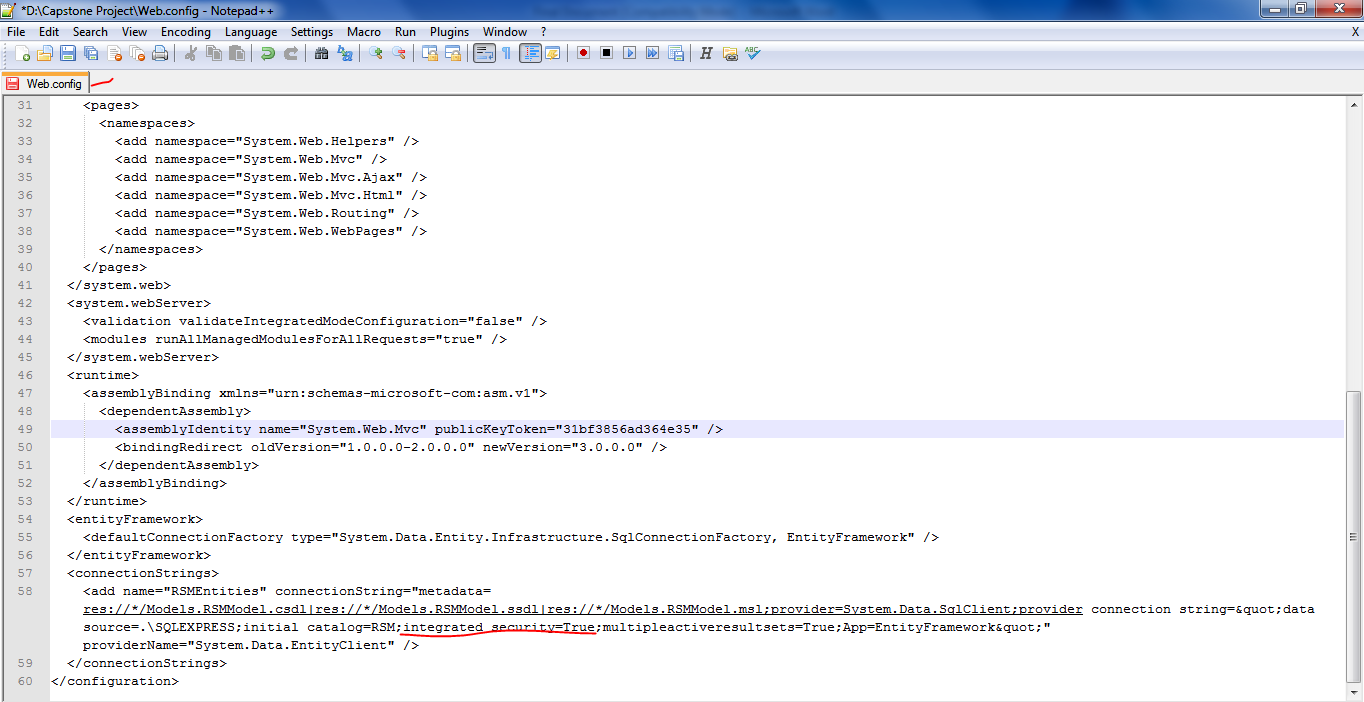 *D:\Capstone Project\Web.config - Notepad++
File Edit Search View Encoding Language Settings Macro Run Plugins Window ? X
Web.config
31 <pages>
32 <namespaces>
33 <add namespace="System.Web.Helpers" />
34 <add namespace="System.Web.Mvc" />
35 <add namespace="System.Web.Mvc.Ajax" />
36 <add namespace="System.Web.Mvc.Html" />
37 <add namespace="System.Web.Routing" />
38 <add namespace="System.Web.WebPages" />
39 </namespaces>
40 </pages>
41 </system.web>
42 <system.webServer>
43 <validation validateIntegratedModeConfiguration="false" />
44 <modules runAllManagedModulesForAllRequests="true" />
45 </system.webServer>
46 <runtime>
47 <assemblyBinding xmlns="urn:schemas-microsoft-com:asm.v1">
48 <dependentAssembly>
49 <assemblyIdentity name="System.Web.Mvc" publicKeyToken="31bf3856ad364e35" />
50 <bindingRedirect oldVersion="1.0.0.0-2.0.0.0" newVersion="3.0.0.0" />
51 </dependentAssembly>
52 </assemblyBinding>
53 </runtime>
54 <entityFramework>
55 <defaultConnectionFactory type="System.Data.Entity.Infrastructure.SqlConnectionFactory, EntityFramework" />
56 </entityFramework>
57 <connectionStrings>
58 <add name="RSMEntities" connectionString="metadata=
res://*/Models.RSMModel.csdl|res://*/Models.RSMModel.ssdl|res://*/Models.RSMModel.msl;provider=System.Data.SqlClient;provider connection string=&quot;data
source=.\SQLEXPRESS;initial catalog=RSM;integrated security=True;multipleactiveresultsets=True;App=EntityFramework&quot;"
providerName="System.Data.EntityClient" />
59 </connectionStrings>
60 </configuration>